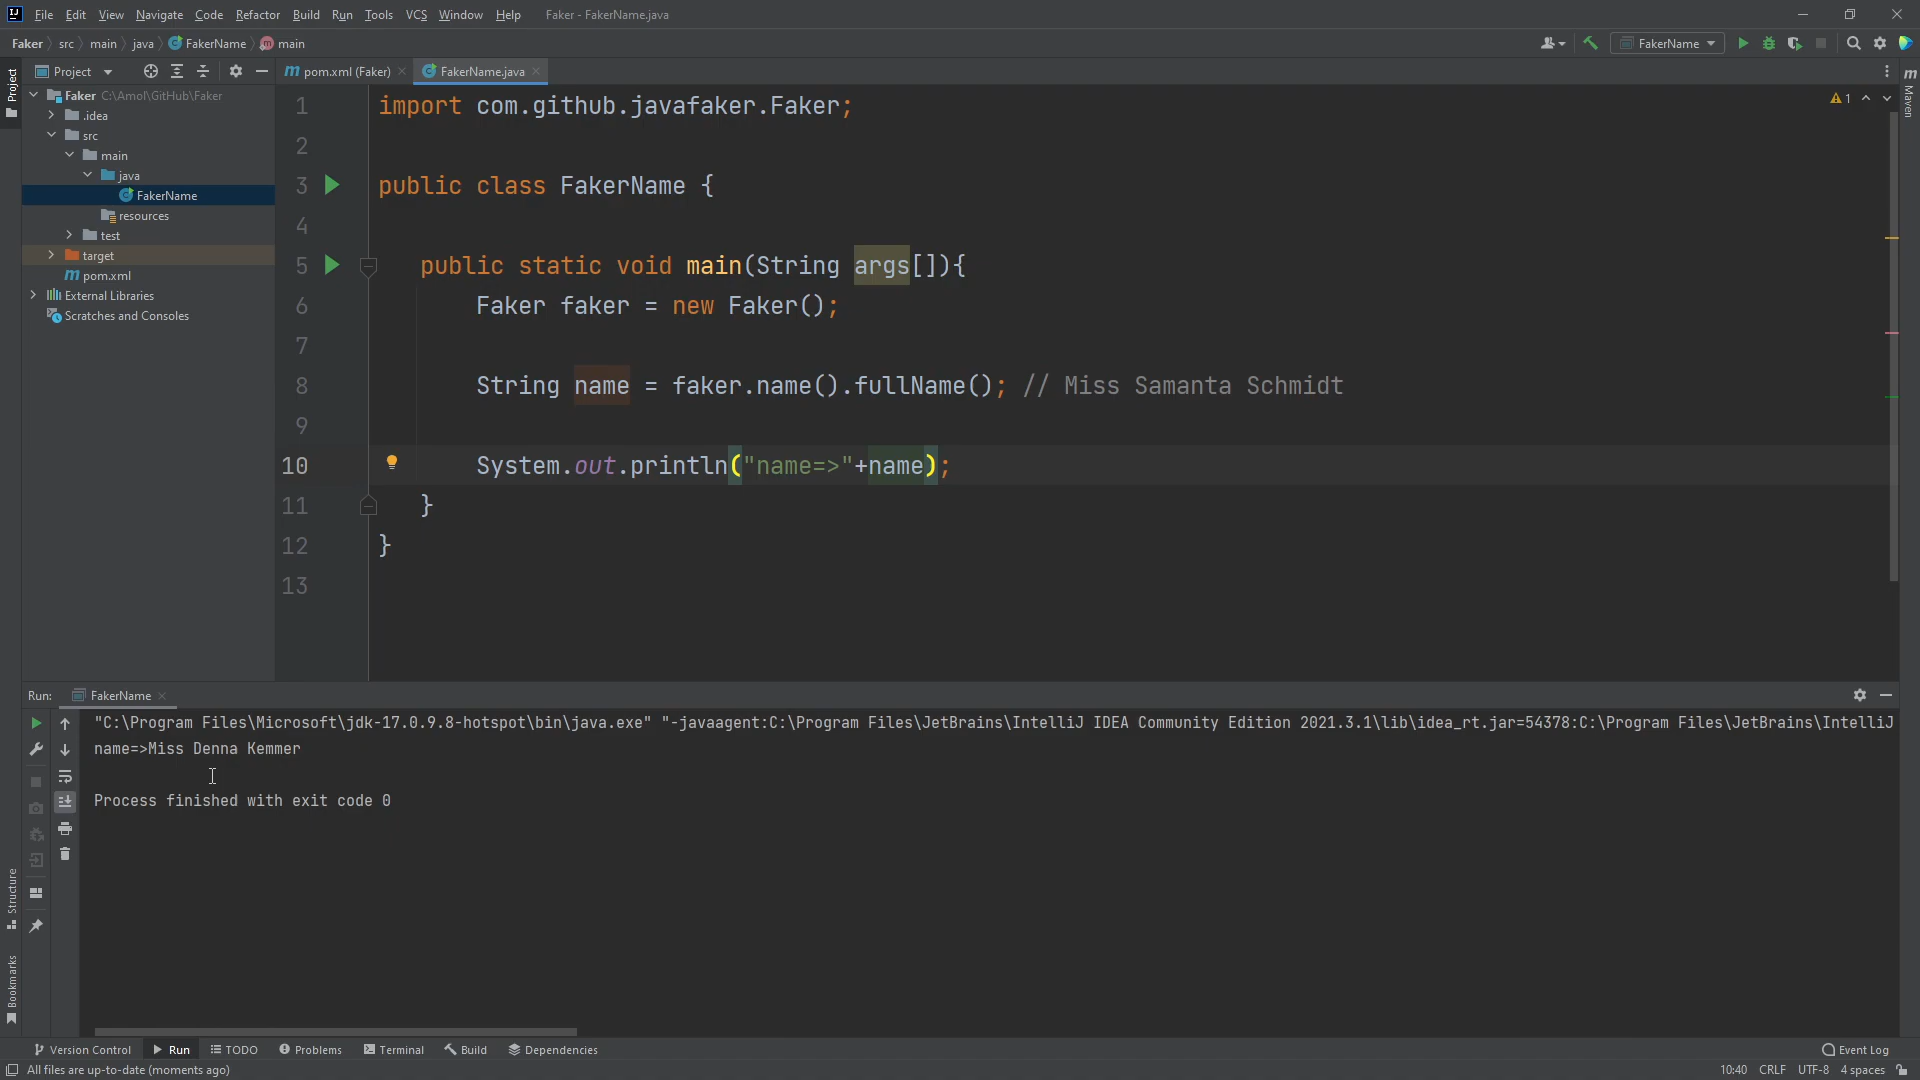 File Edit View Navigate Code Refactor Build Run Tools VCS Window Help Faker - FakerName.java
Faker src main java FakerName main
FakerName
Project
pom.xml (Faker)
FakerName.java
Project
Maven
Faker C:\Amol\GitHub\Faker
.idea
src
main
java
FakerName
resources
test
target
pom.xml
External Libraries
Scratches and Consoles
1
1 import com.github.javafaker.Faker;
2
3 public class FakerName {
4
5 public static void main(String args[]){
6 Faker faker = new Faker();
7
8 String name = faker.name().fullName(); // Miss Samanta Schmidt
9
10 System.out.println("name=>"+name);
11 }
12 }
13
Run: FakerName
"C:\Program Files\Microsoft\jdk-17.0.9.8-hotspot\bin\java.exe" "-javaagent:C:\Program Files\JetBrains\IntelliJ IDEA Community Edition 2021.3.1\lib\idea_rt.jar=54378:C:\Program Files\JetBrains\IntelliJ
name=>Miss Denna Kemmer
Process finished with exit code 0
Structure
Bookmarks
Version Control Run TODO Problems Terminal Build Dependencies Event Log
All files are up-to-date (moments ago) 10:40 CRLF UTF-8 4 spaces